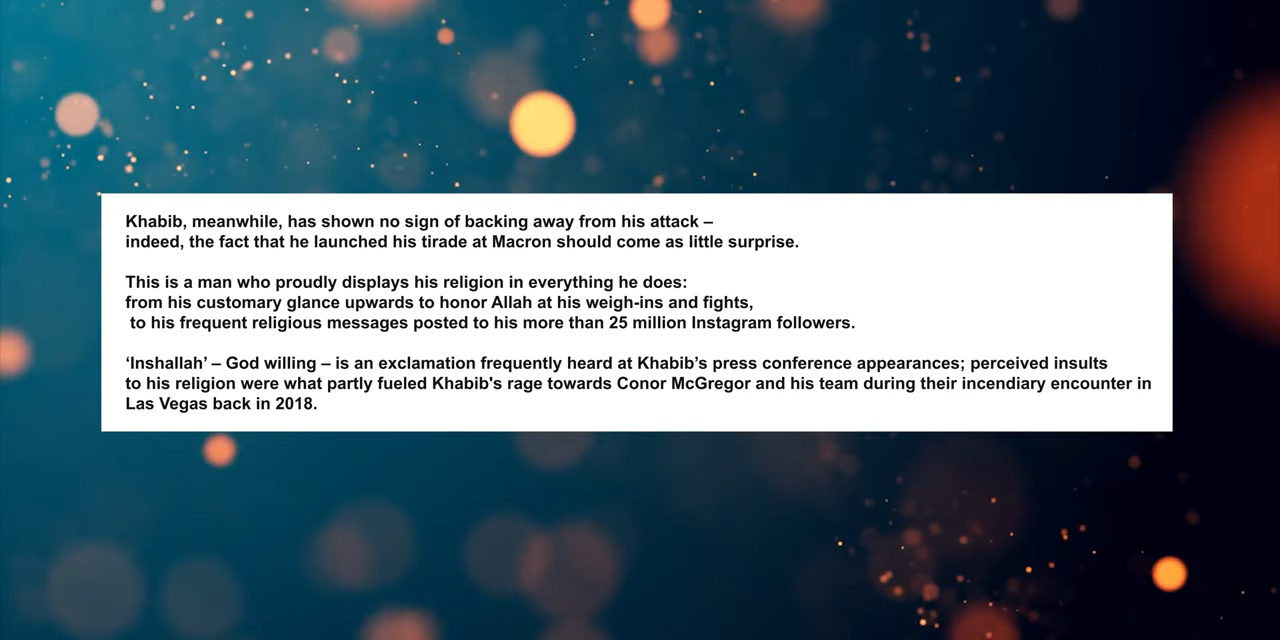 Khabib, meanwhile, has shown no sign of backing away from his attack –
indeed, the fact that he launched his tirade at Macron should come as little surprise.
This is a man who proudly displays his religion in everything he does:
from his customary glance upwards to honor Allah at his weigh-ins and fights,
to his frequent religious messages posted to his more than 25 million Instagram followers.
‘Inshallah’ – God willing – is an exclamation frequently heard at Khabib’s press conference appearances; perceived insults
to his religion were what partly fueled Khabib's rage towards Conor McGregor and his team during their incendiary encounter in
Las Vegas back in 2018.